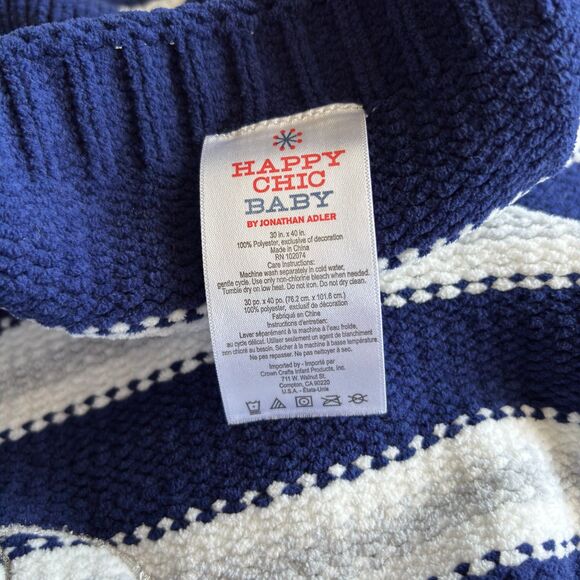 HAPPY
CHIC
BABY
BY JONATHAN ADLER
30 in. x 40 in.
100% Polyester, exclusive of decoration
Made in China
RN 102074
Care Instructions:
Machine wash separately in cold water,
gentle cycle. Use only non-chlorine bleach when needed.
Tumble dry on low heat. Do not iron. Do not dry clean.
30 po. x 40 po. (76.2 cm x 101.6 cm.)
100% polyester, exclusif de décoration
Fabriqué en Chine
Instructions d'entretien:
Laver séparément à la machine à l'eau froide,
au cycle délicat. Utiliser seulement un agent de blanchiment
non chloré au besoin. Sécher à la machine à basse température.
Ne pas repasser. Ne pas nettoyer à sec.
Imported by - Importé par
Crown Crafts Infant Products, Inc.
711 W. Walnut St.
Compton, CA 90220
U.S.A. - États-Unis